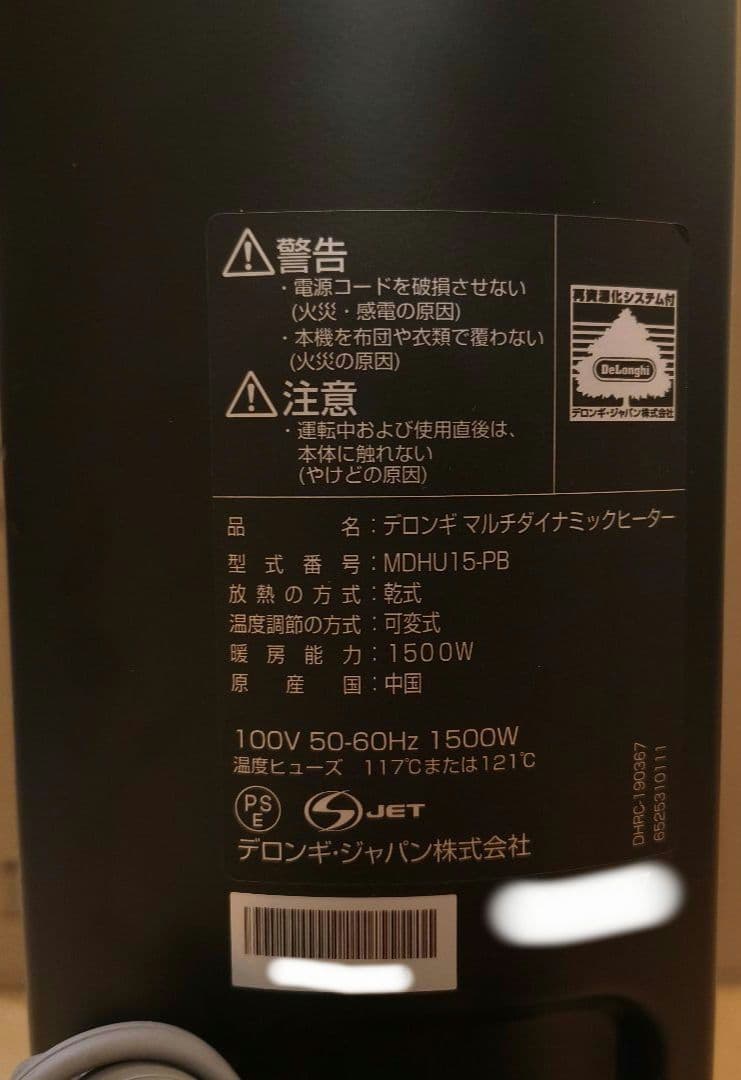 警告
・電源コードを破損させない
(火災・感電の原因)
・本機を布団や衣類で覆わない
(火災の原因)
注意
・運転中および使用直後は、
本体に触れない
(やけどの原因)
再資源化システム付
DeLonghi
デロンギ・ジャパン株式会社
品名：デロンギ マルチダイナミックヒーター
型式番号：MDHU15-PB
放熱の方式：乾式
温度調節の方式：可変式
暖房能力：1500W
原産国：中国
100V 50-60Hz 1500W
温度ヒューズ 117℃または121℃
PSE
S JET
デロンギ・ジャパン株式会社
DHRC-190367
6525310111